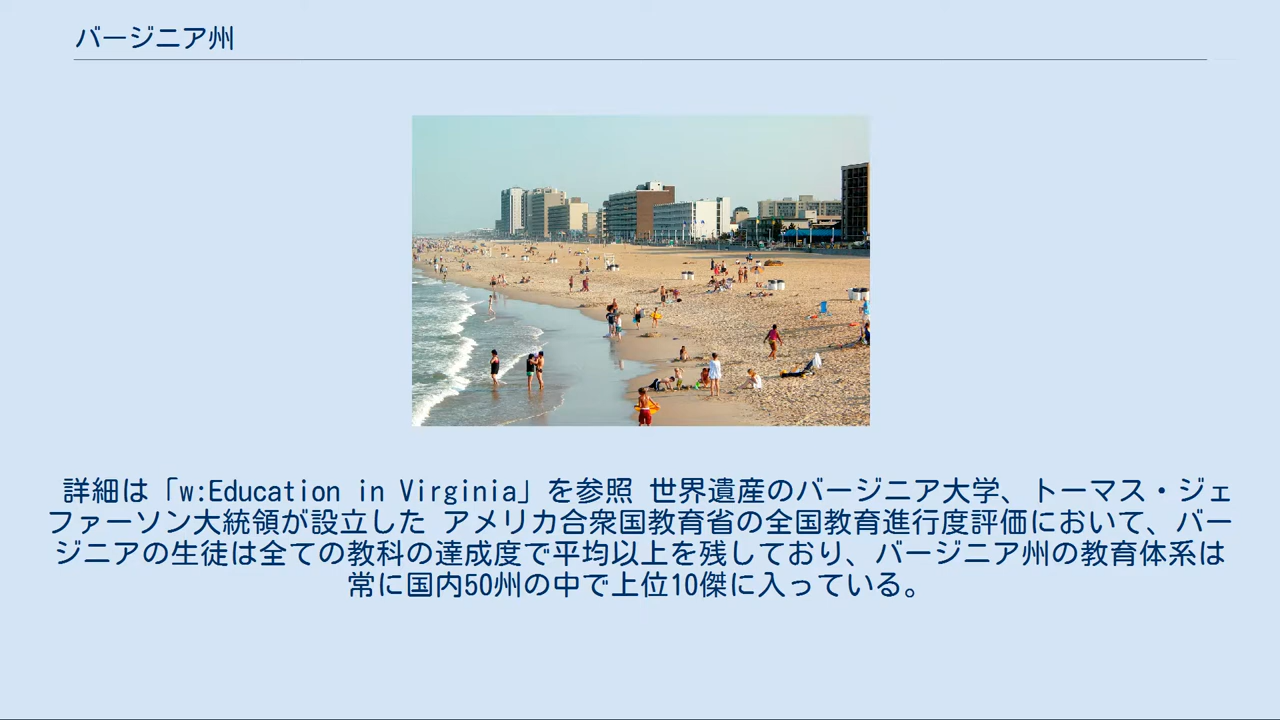 バージニア州
詳細は「w:Education in Virginia」を参照 世界遺産のバージニア大学、トーマス・ジェ
ファーソン大統領が設立した アメリカ合衆国教育省の全国教育進行度評価において、バー
ジニアの生徒は全ての教科の達成度で平均以上を残しており、バージニア州の教育体系は
常に国内50州の中で上位10傑に入っている。